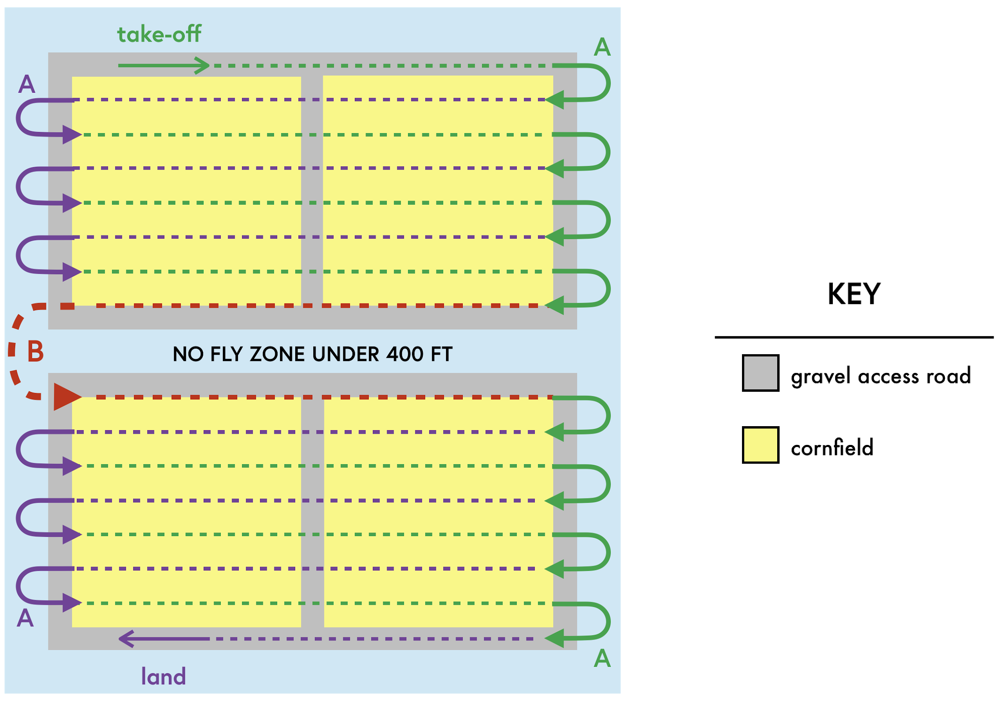 take-off
A
A
B
NO FLY ZONE UNDER 400 FT
A
land
A
KEY
gravel access road
cornfield